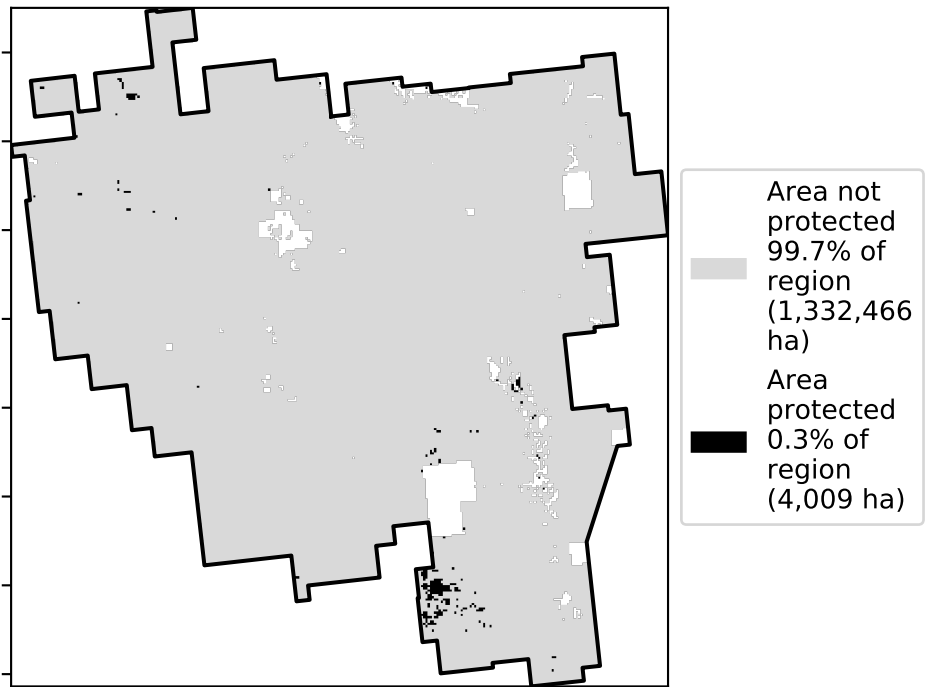 Area not
protected
99.7% of
region
(1,332,466
ha)
Area
protected
0.3% of
region
(4,009 ha)